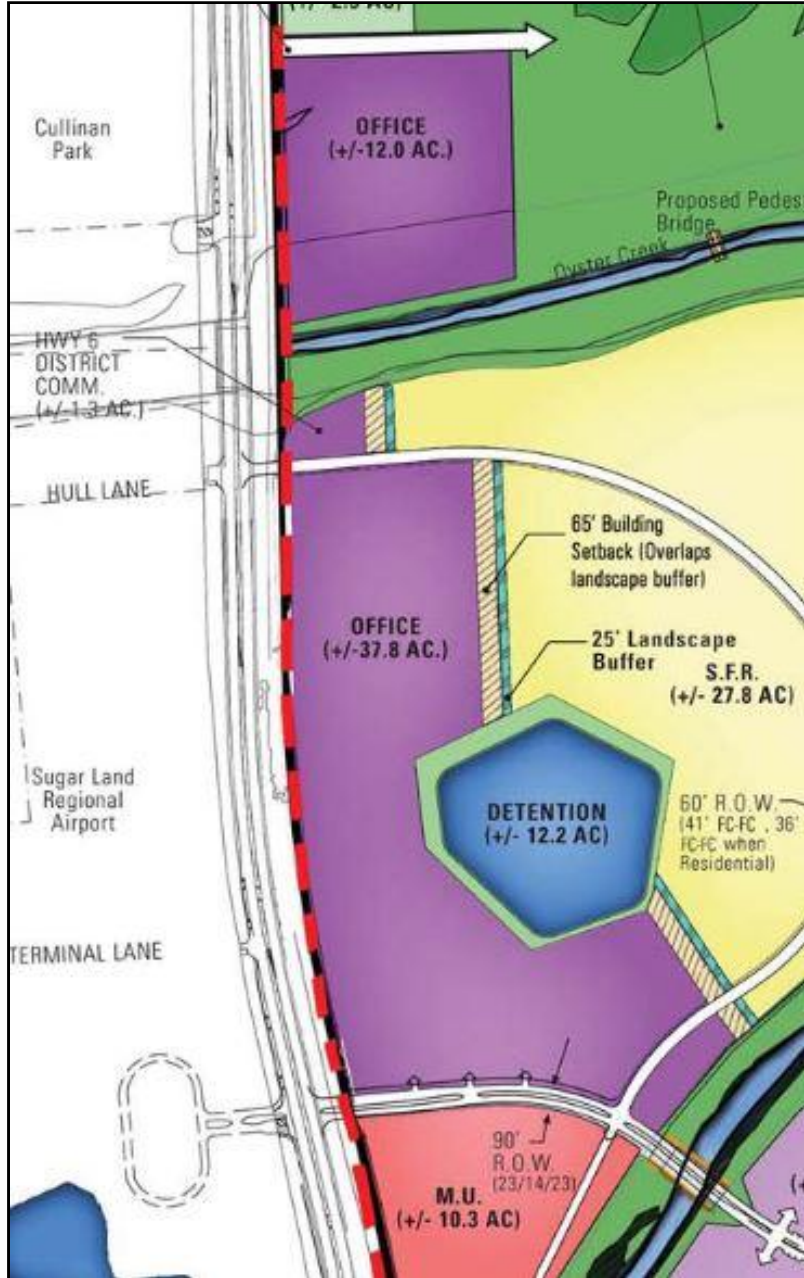 Cullinan
Park
OFFICE
(+/-12.0 AC.)
Proposed
Bridge
Oyster Creek
HWY 6
DISTRICT
COMM.
(+/-1.3 AC.)
HULL LANE
65' Building
Setback (Overlaps
landscape buffer)
OFFICE
(+/-37.8 AC.)
25' Landscape
Buffer
S.F.R.
(+/- 27.8 AC)
Sugar Land
Regional
Airport
DETENTION
(+/- 12.2 AC)
60' R.O.W.
(41' FC-FC , 36'
FC-FC when
Residential)
TERMINAL LANE
90'
R.O.W.
(23/14/23)
M.U.
(+/- 10.3 AC)